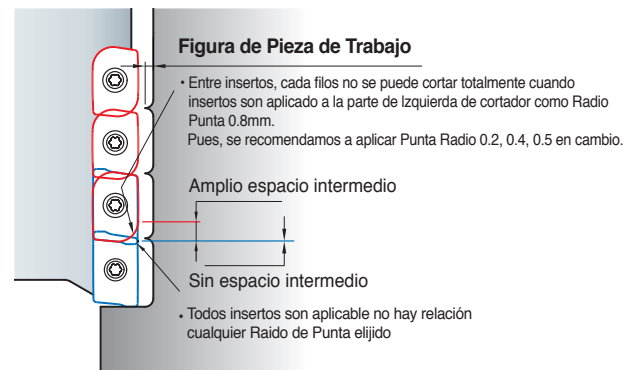 Figura de Pieza de Trabajo
• Entre insertos, cada filos no se puede cortar totalmente cuando
insertos son aplicado a la parte de Izquierda de cortador como Radio
Punta 0.8mm.
Pues, se recomendamos a aplicar Punta Radio 0.2, 0.4, 0.5 en cambio.
Amplio espacio intermedio
Sin espacio intermedio
• Todos insertos son aplicable no hay relación
cualquier Raido de Punta elijido